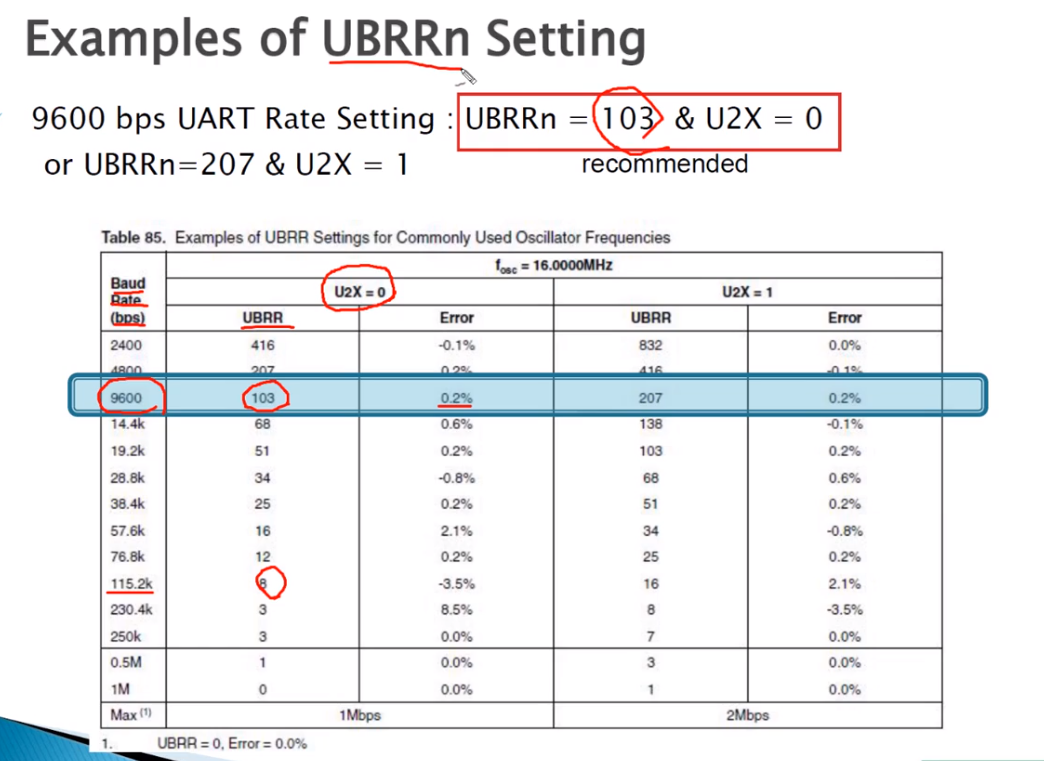 Examples of UBRRn Setting
9600 bps UART Rate Setting : UBRRn = 103 & U2X = 0
or UBRRn=207 & U2X = 1 recommended
Table 85. Examples of UBRR Settings for Commonly Used Oscillator Frequencies
Baud Rate (bps) fosc = 16.0000MHz
U2X = 0 U2X = 1
UBRR Error UBRR Error
2400 416 -0.1% 832 0.0%
4800 207 0.2% 416 -0.1%
9600 103 0.2% 207 0.2%
14.4k 68 0.6% 138 -0.1%
19.2k 51 0.2% 103 0.2%
28.8k 34 -0.8% 68 0.6%
38.4k 25 0.2% 51 0.2%
57.6k 16 2.1% 34 -0.8%
76.8k 12 0.2% 25 0.2%
115.2k 8 -3.5% 16 2.1%
230.4k 3 8.5% 8 -3.5%
250k 3 0.0% 7 0.0%
0.5M 1 0.0% 3 0.0%
1M 0 0.0% 1 0.0%
Max (1) 1Mbps 2Mbps
1. UBRR = 0, Error = 0.0%